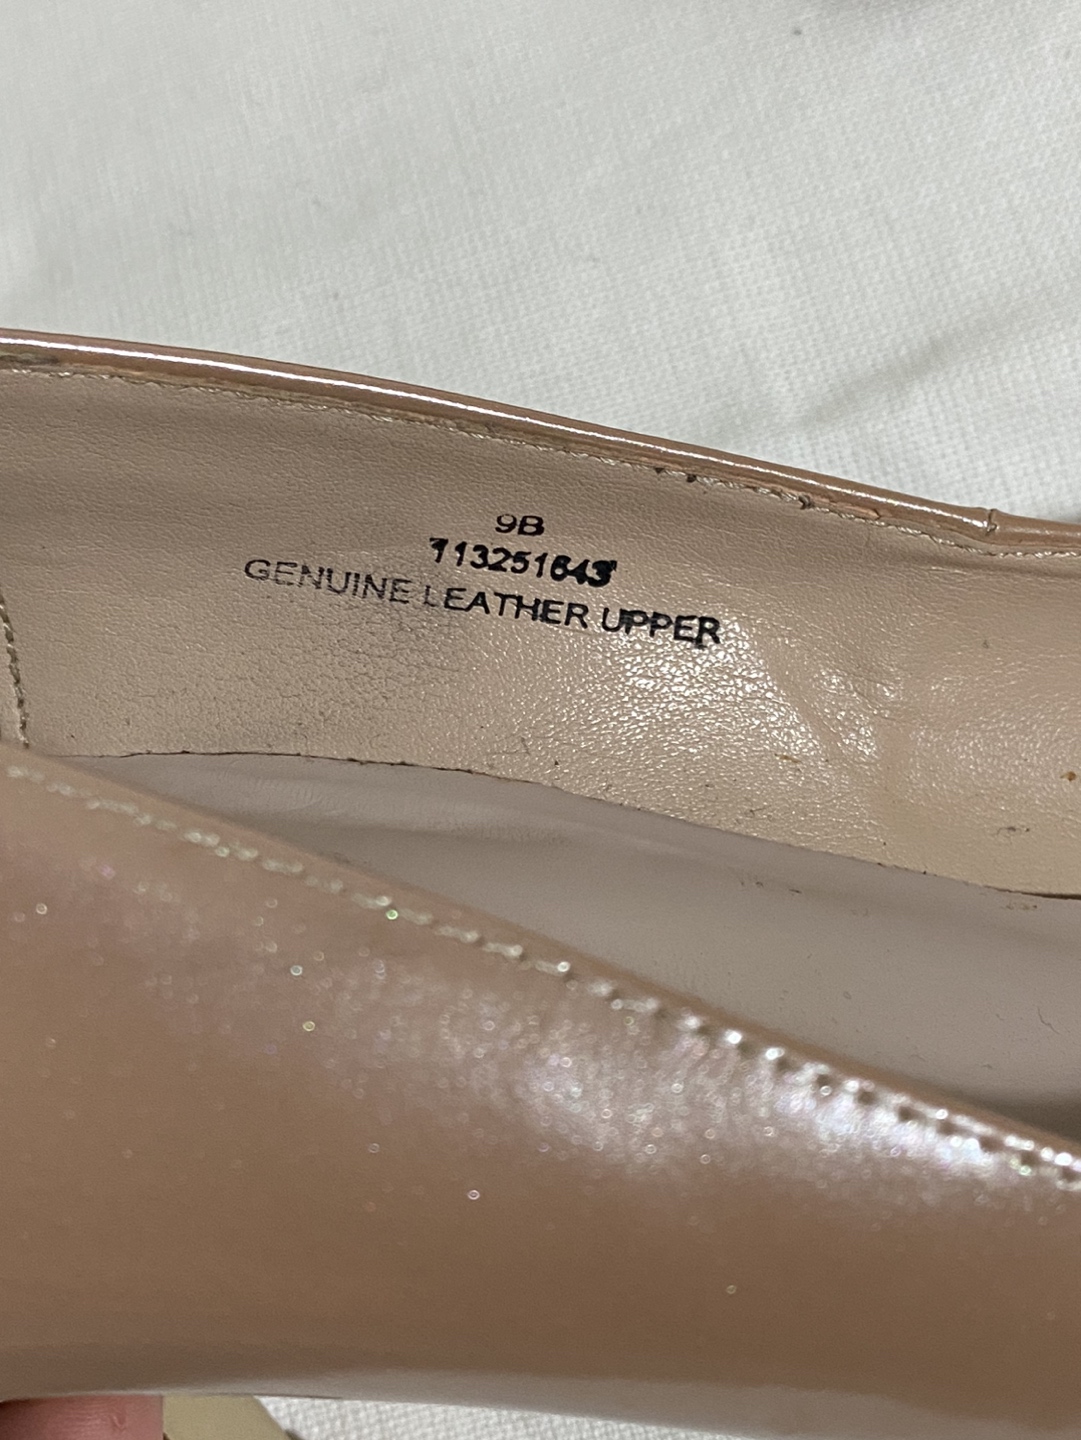 9B
113251643
GENUINE LEATHER UPPER